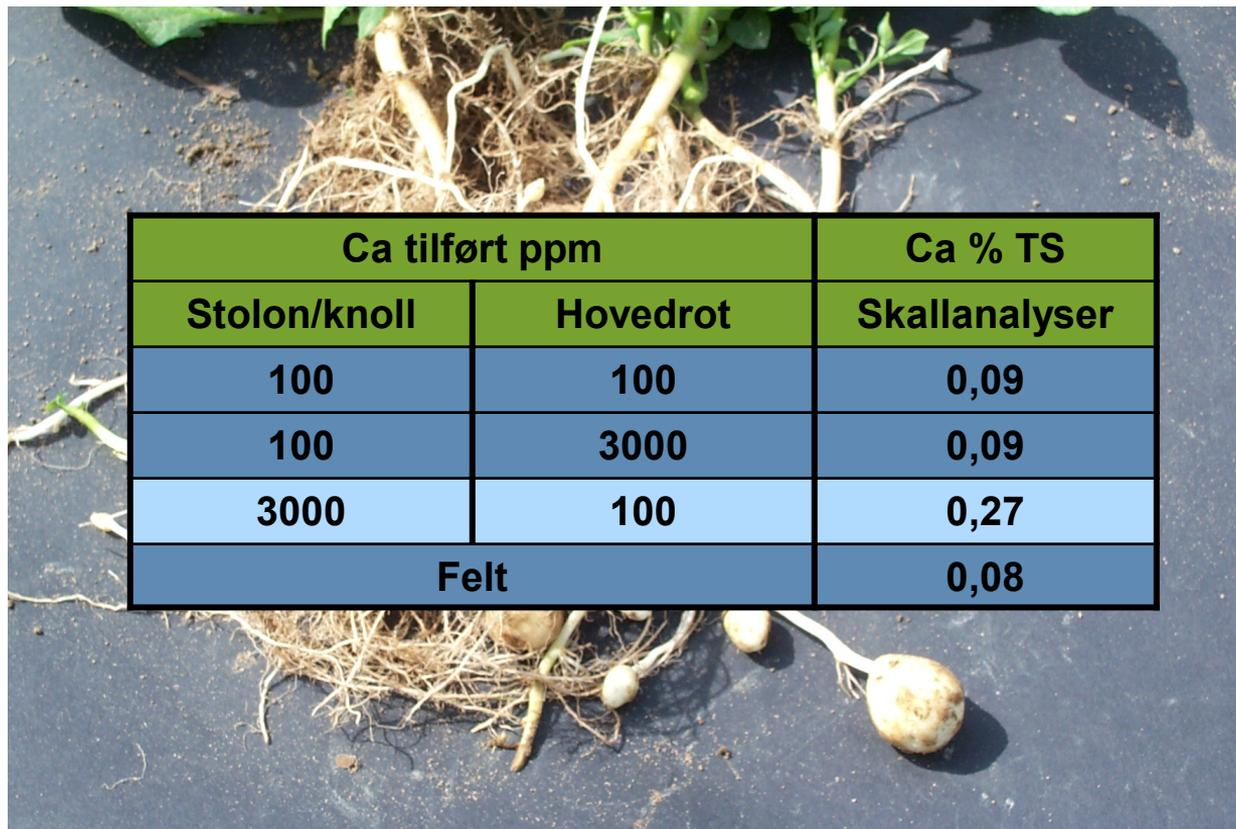 Ca tilført ppm Ca % TS
Stolon/knoll Hovedrot Skallanalyser
100 100 0,09
100 3000 0,09
3000 100 0,27
Felt 0,08